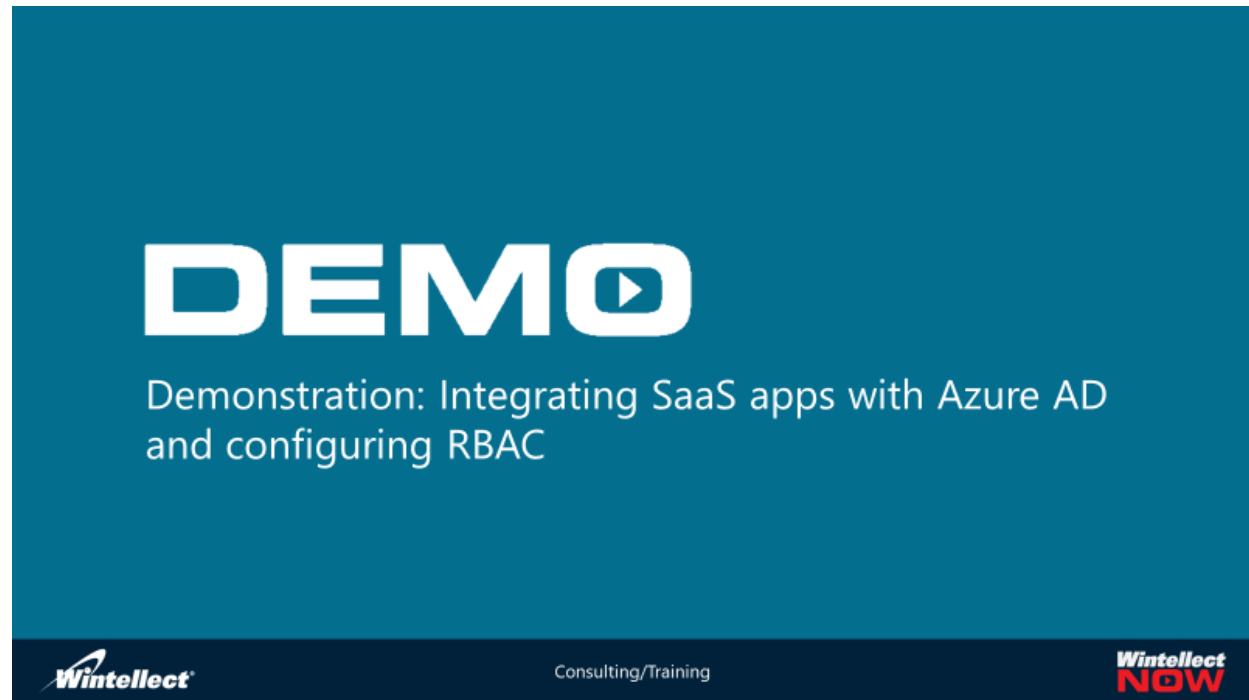 DEMO
Demonstration: Integrating SaaS apps with Azure AD
and configuring RBAC
Wintellect
Consulting/Training
Wintellect
NOW